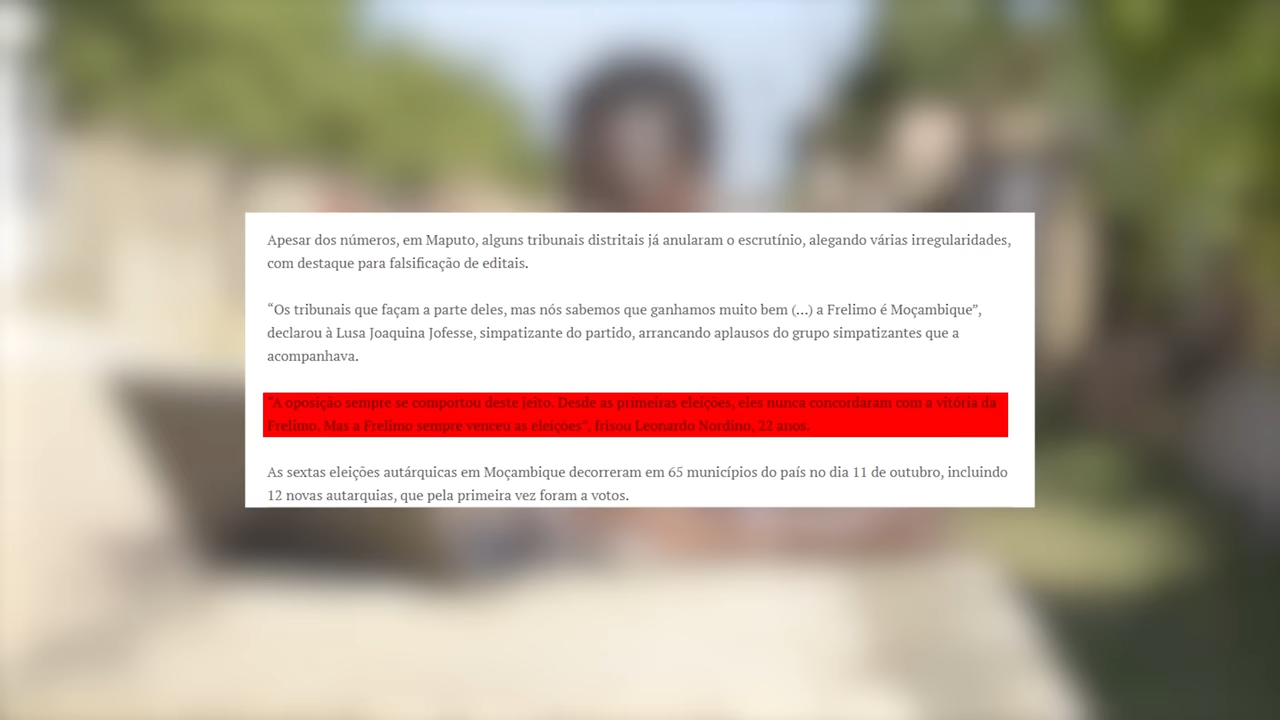 Apesar dos números, em Maputo, alguns tribunais distritais já anularam o escrutínio, alegando várias irregularidades,
com destaque para falsificação de editais.
“Os tribunais que façam a parte deles, mas nós sabemos que ganhamos muito bem (...) a Frelimo é Moçambique”,
declarou à Lusa Joaquina Jofesse, simpatizante do partido, arrancando aplausos do grupo simpatizantes que a
acompanhava.
“A oposição sempre se comportou deste jeito. Desde as primeiras eleições, eles nunca concordaram com a vitória da
Frelimo. Mas a Frelimo sempre venceu as eleições”, frisou Leonardo Nordino, 22 anos.
As sextas eleições autárquicas em Moçambique decorreram em 65 municípios do país no dia 11 de outubro, incluindo
12 novas autarquias, que pela primeira vez foram a votos.